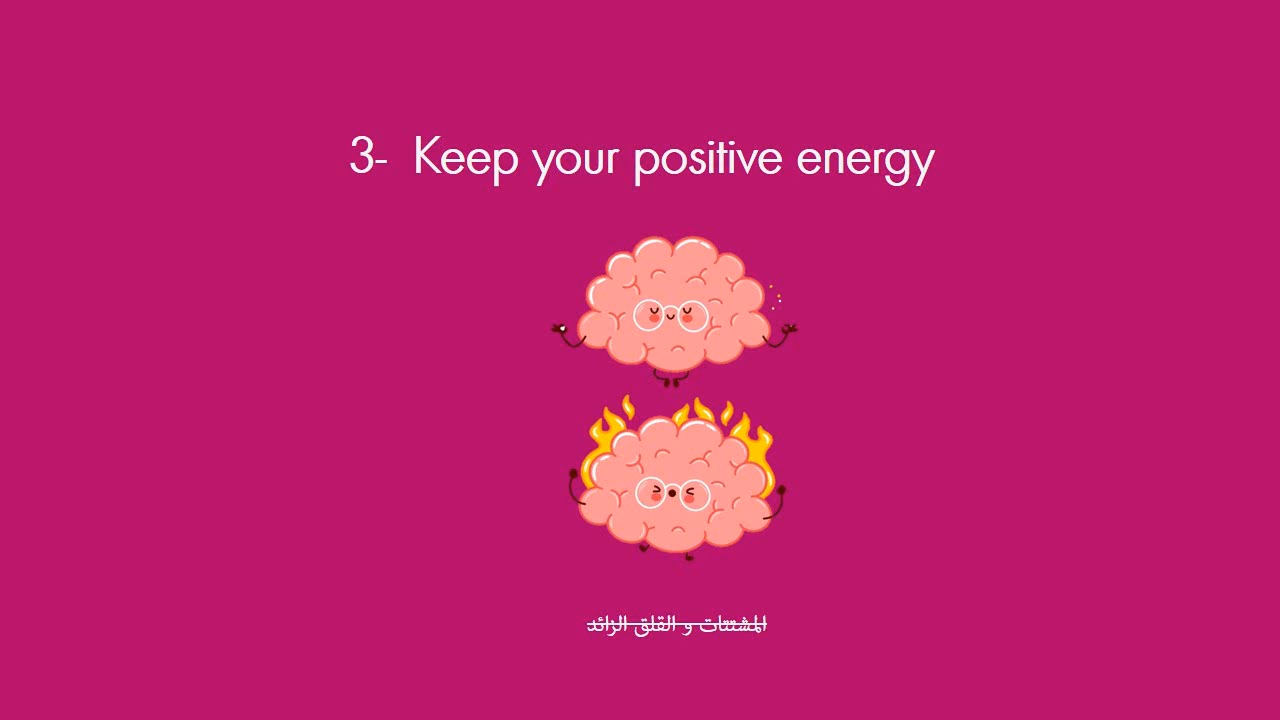 3- Keep your positive energy
المشتتات و القلق الزائد